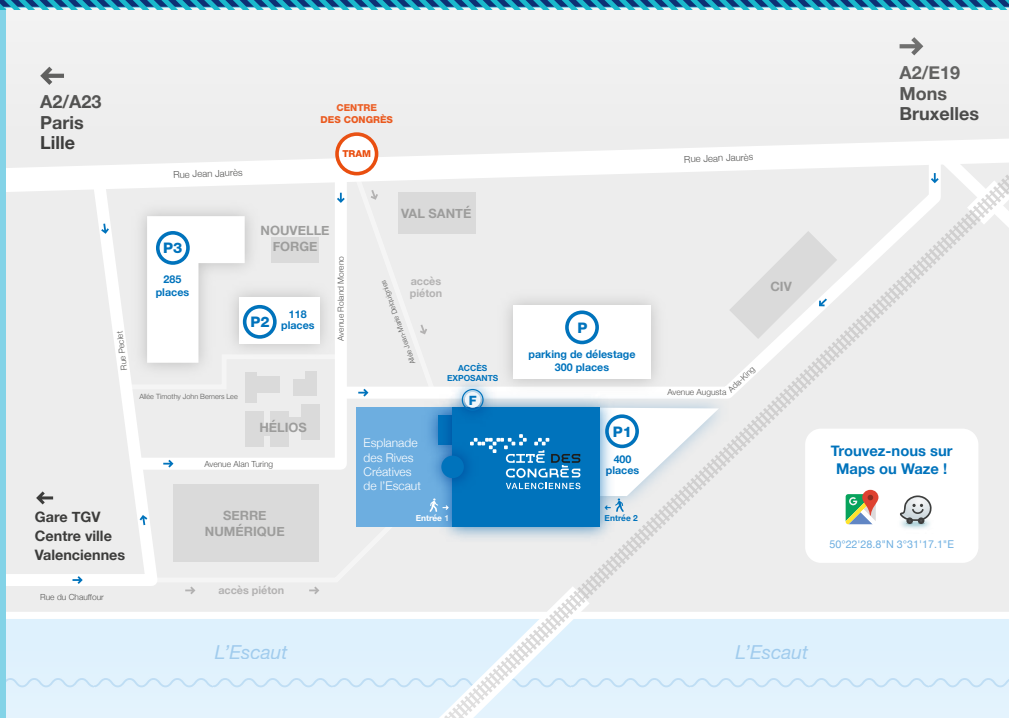 A2/A23
Paris
Lille
CENTRE
DES CONGRÈS
TRAM
A2/E19
Mons
Bruxelles
Rue Jean Jaurès
Rue Jean Jaurès
P3
285
places
NOUVELLE
FORGE
VAL SANTÉ
P2
118
places
Avenue Roland Moreno
Allée Jean-Marie Defrugnier
accès
piéton
CIV
P
parking de délestage
300 places
Rue Peclet
ACCÈS
EXPOSANTS
F
Avenue Augusta Ada-King
Allée Timothy John Berners Lee
HÉLIOS
Avenue Alan Turing
Esplanade
des Rives
Créatives
de l'Escaut
Entrée 1
CITÉ DES
CONGRÈS
VALENCIENNES
P1
400
places
Entrée 2
Trouvez-nous sur
Maps ou Waze !
G
50°22'28.8"N 3°31'17.1"E
Gare TGV
Centre ville
Valenciennes
SERRE
NUMÉRIQUE
Rue du Chauffour
accès piéton
L'Escaut
L'Escaut